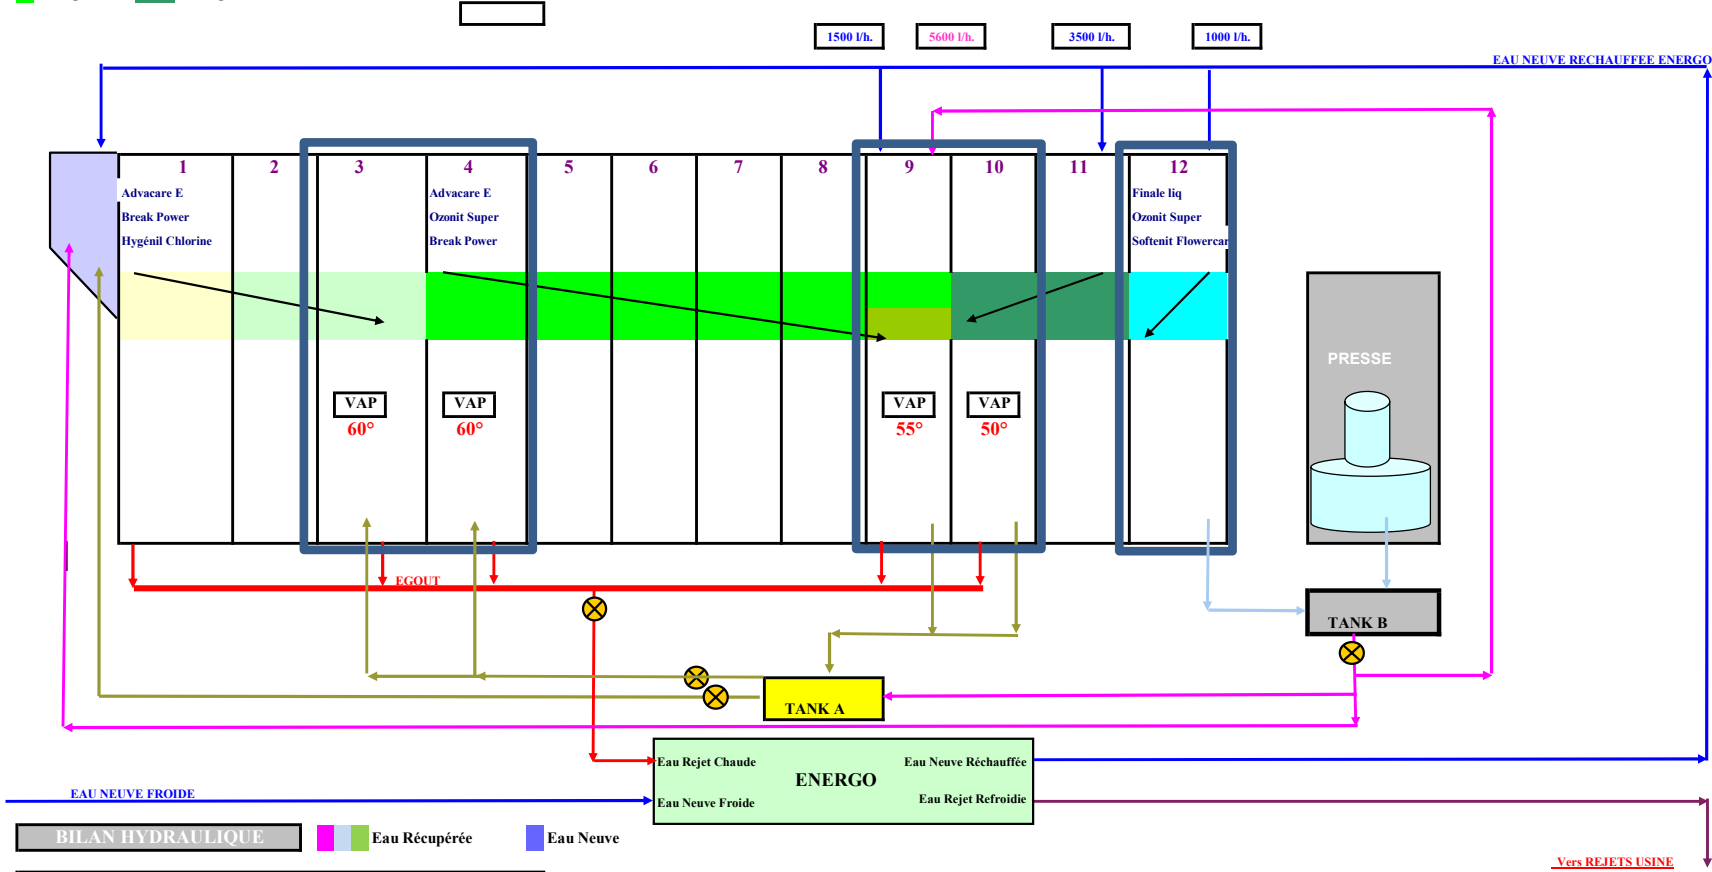 1500 l/h.
5600 l/h.
3500 l/h.
1000 l/h.
EAU NEUVE RECHAUFFEE ENERGO
1 2 3 4 5 6 7 8 9 10 11 12
Advacare E
Break Power
Hygénil Chlorine
Advacare E
Ozonit Super
Break Power
Finale liq
Ozonit Super
Softenit Flowercar
PRESSE
VAP
60°
VAP
60°
VAP
55°
VAP
50°
EGOUT
TANK B
TANK A
Eau Rejet Chaude
Eau Neuve Réchauffée
ENERGO
Eau Neuve Froide
Eau Rejet Refroidie
EAU NEUVE FROIDE
BILAN HYDRAULIQUE
Eau Récupérée
Eau Neuve
Vers REJETS USINE